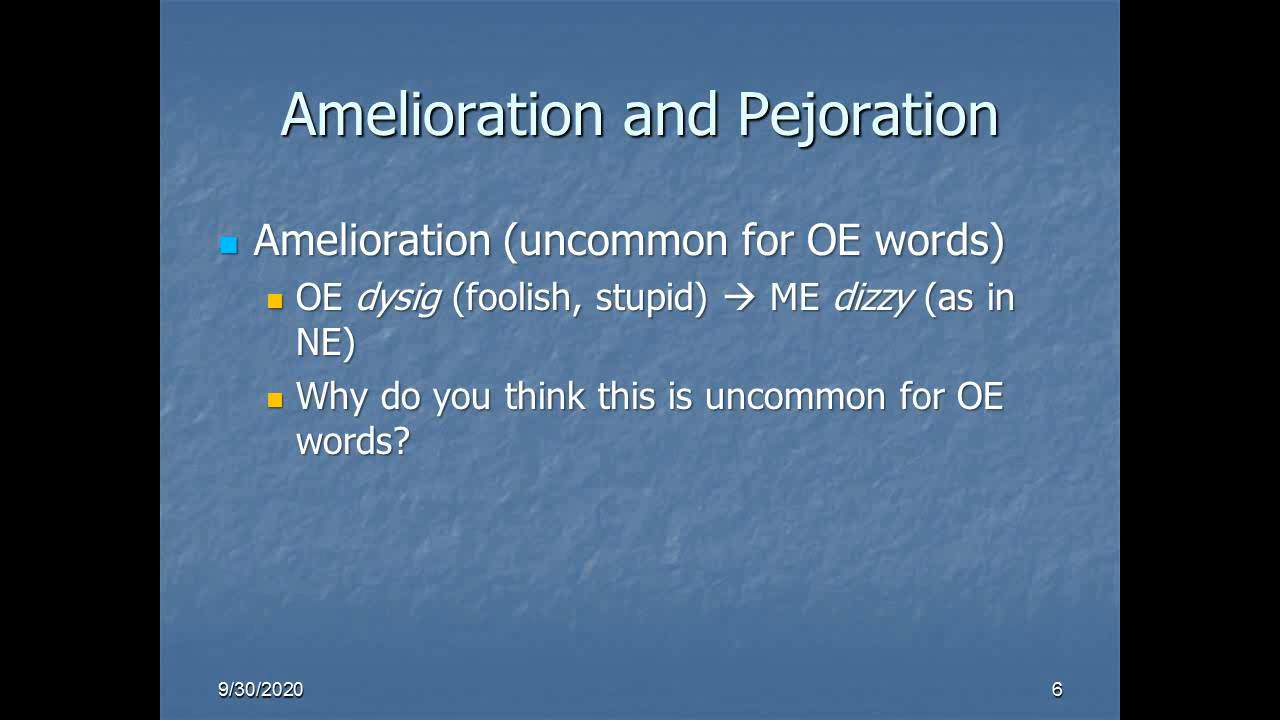 Amelioration and Pejoration
Amelioration (uncommon for OE words)
OE dysig (foolish, stupid) → ME dizzy (as in
NE)
Why do you think this is uncommon for OE
words?
9/30/2020
6